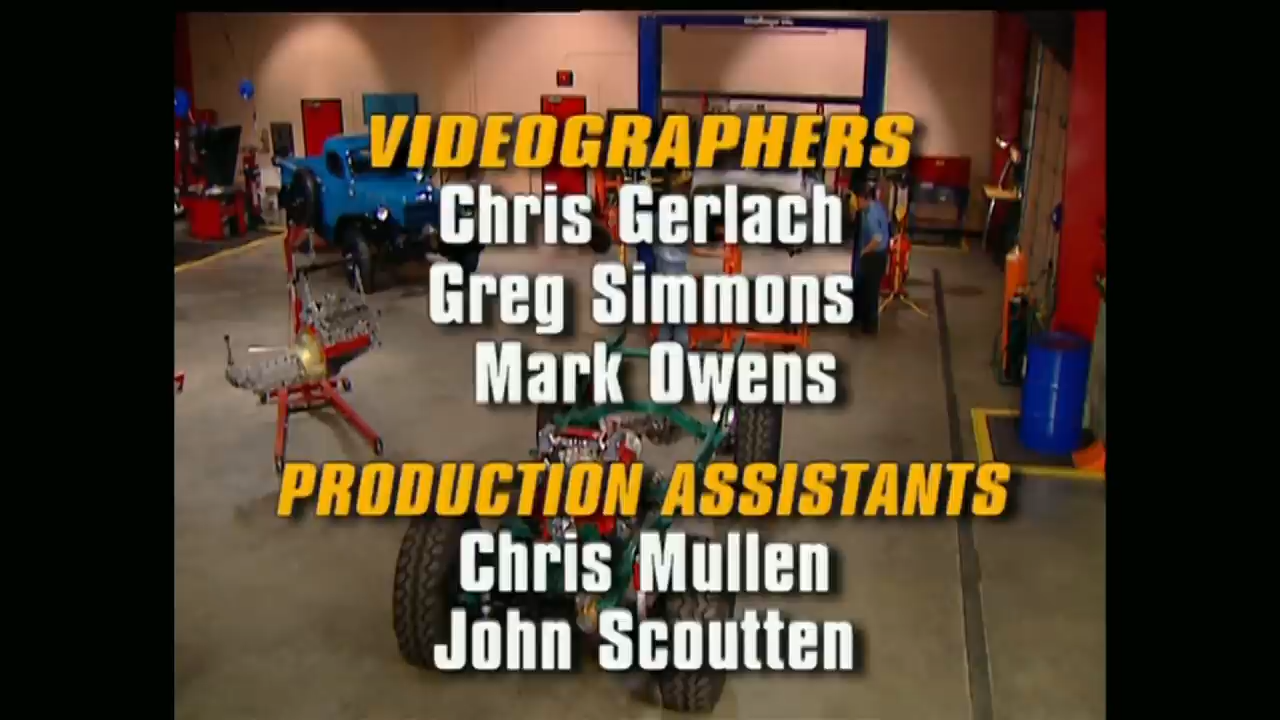 VIDEOGRAPHERS
Chris Gerlach
Greg Simmons
Mark Owens
PRODUCTION ASSISTANTS
Chris Mullen
John Scoutten